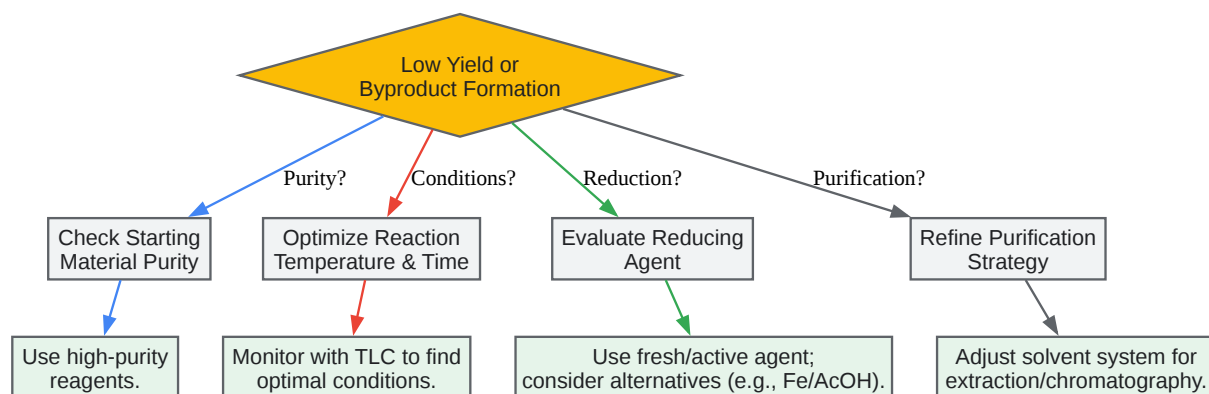 Low Yield or
Byproduct Formation
Purity?
Conditions?
Reduction?
Purification?
Check Starting
Material Purity
Optimize Reaction
Temperature & Time
Evaluate Reducing
Agent
Refine Purification
Strategy
Use high-purity
reagents.
Monitor with TLC to find
optimal conditions.
Use fresh/active agent;
consider alternatives (e.g., Fe/AcOH).
Adjust solvent system for
extraction/chromatography.